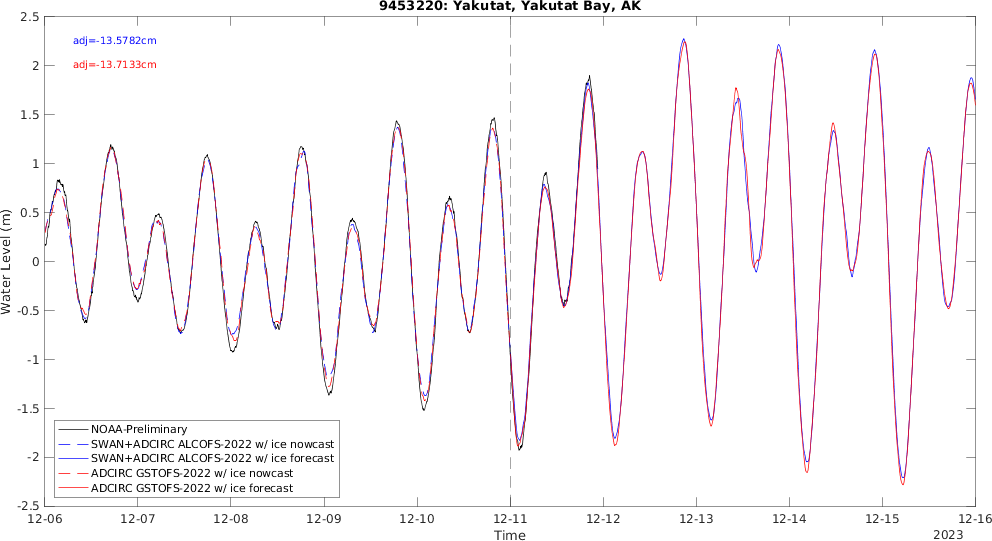 9453220: Yakutat, Yakutat Bay, AK
2.5
2
1.5
1
0.5
0
-0.5
-1
-1.5
-2
-2.5
Water Level (m)
adj=-13.5782cm
adj=-13.7133cm
NOAA-Preliminary
SWAN+ADCIRC ALCOFS-2022 w/ ice nowcast
SWAN+ADCIRC ALCOFS-2022 w/ ice forecast
ADCIRC GSTOFS-2022 w/ ice nowcast
ADCIRC GSTOFS-2022 w/ ice forecast
12-06 12-07 12-08 12-09 12-10 12-11 12-12 12-13 12-14 12-15 12-16
Time
2023